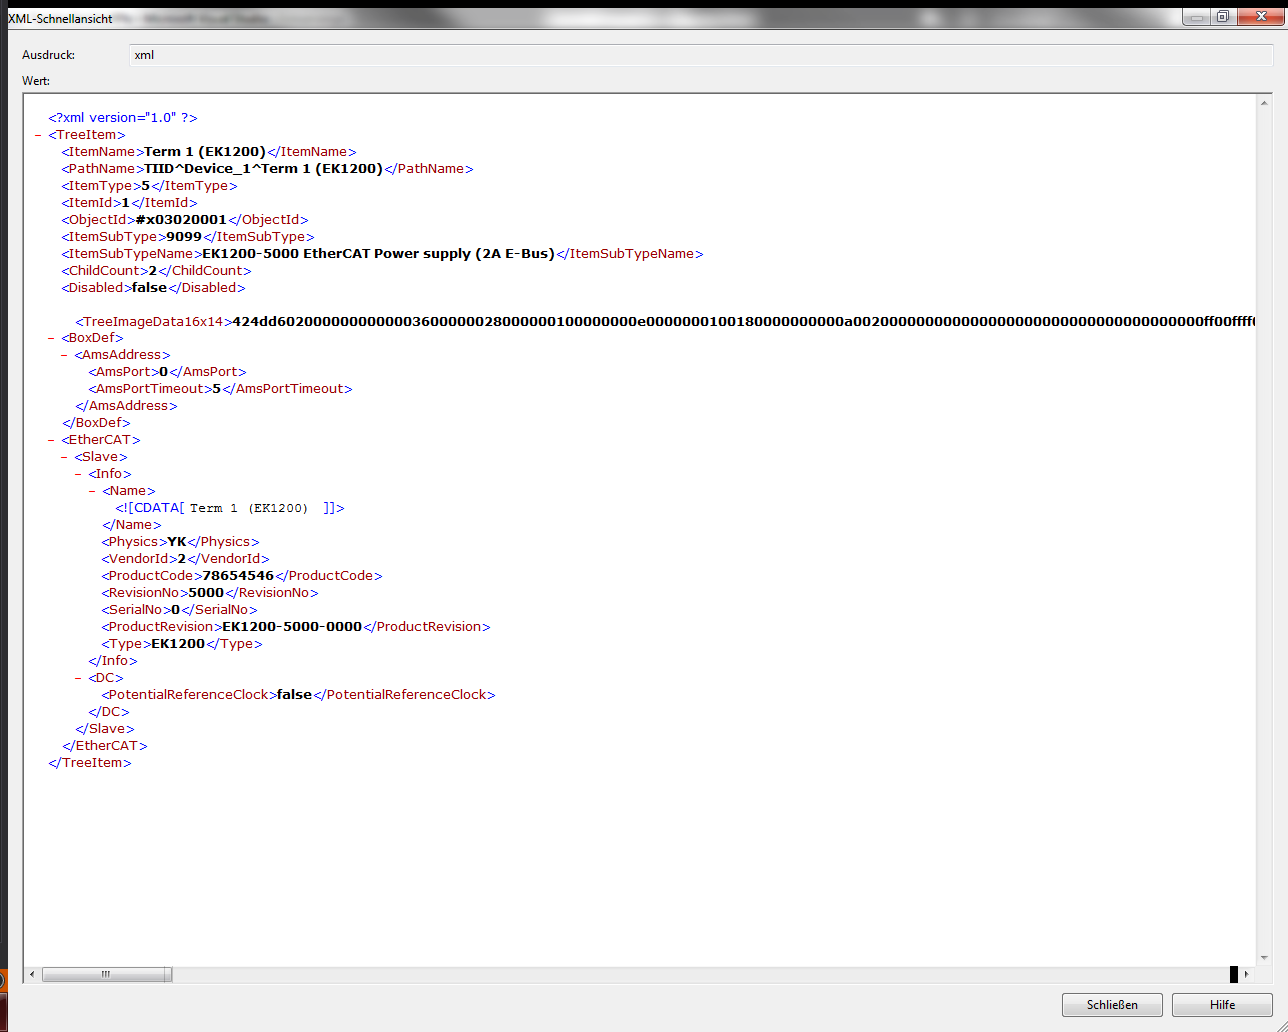 XML-Schnellansicht
Ausdruck: xml
Wert:
<?xml version="1.0" ?>
− <TreeItem>
<ItemName>Term 1 (EK1200)</ItemName>
<PathName>TIID^Device_1^Term 1 (EK1200)</PathName>
<ItemType>5</ItemType>
<ItemId>1</ItemId>
<ObjectId>#x03020001</ObjectId>
<ItemSubType>9099</ItemSubType>
<ItemSubTypeName>EK1200-5000 EtherCAT Power supply (2A E-Bus)</ItemSubTypeName>
<ChildCount>2</ChildCount>
<Disabled>false</Disabled>
<TreeImageData16x14>
− <BoxDef>
− <AmsAddress>
<AmsPort>0</AmsPort>
<AmsPortTimeout>5</AmsPortTimeout>
</AmsAddress>
</BoxDef>
− <EtherCAT>
− <Slave>
− <Info>
− <Name>
<![CDATA[ Term 1 (EK1200) ]]>
</Name>
<Physics>YK</Physics>
<VendorId>2</VendorId>
<ProductCode>78654546</ProductCode>
<RevisionNo>5000</RevisionNo>
<SerialNo>0</SerialNo>
<ProductRevision>EK1200-5000-0000</ProductRevision>
<Type>EK1200</Type>
</Info>
− <DC>
<PotentialReferenceClock>false</PotentialReferenceClock>
</DC>
</Slave>
</EtherCAT>
</TreeItem>
Schließen Hilfe